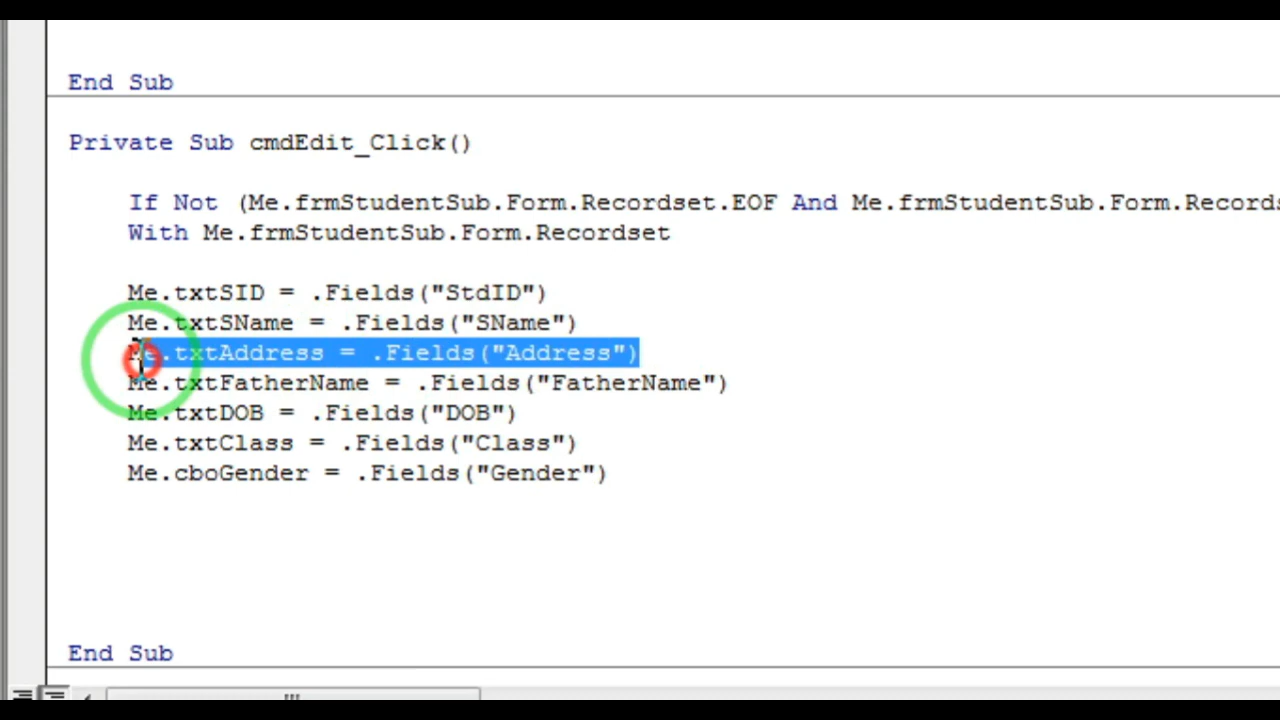 End Sub
Private Sub cmdEdit_Click()
If Not (Me.frmStudentSub.Form.Recordset.EOF And Me.frmStudentSub.Form.Records
With Me.frmStudentSub.Form.Recordset
Me.txtSID = .Fields("StdID")
Me.txtSName = .Fields("SName")
Me.txtAddress = .Fields("Address")
Me.txtFatherName = .Fields("FatherName")
Me.txtDOB = .Fields("DOB")
Me.txtClass = .Fields("Class")
Me.cboGender = .Fields("Gender")
End Sub